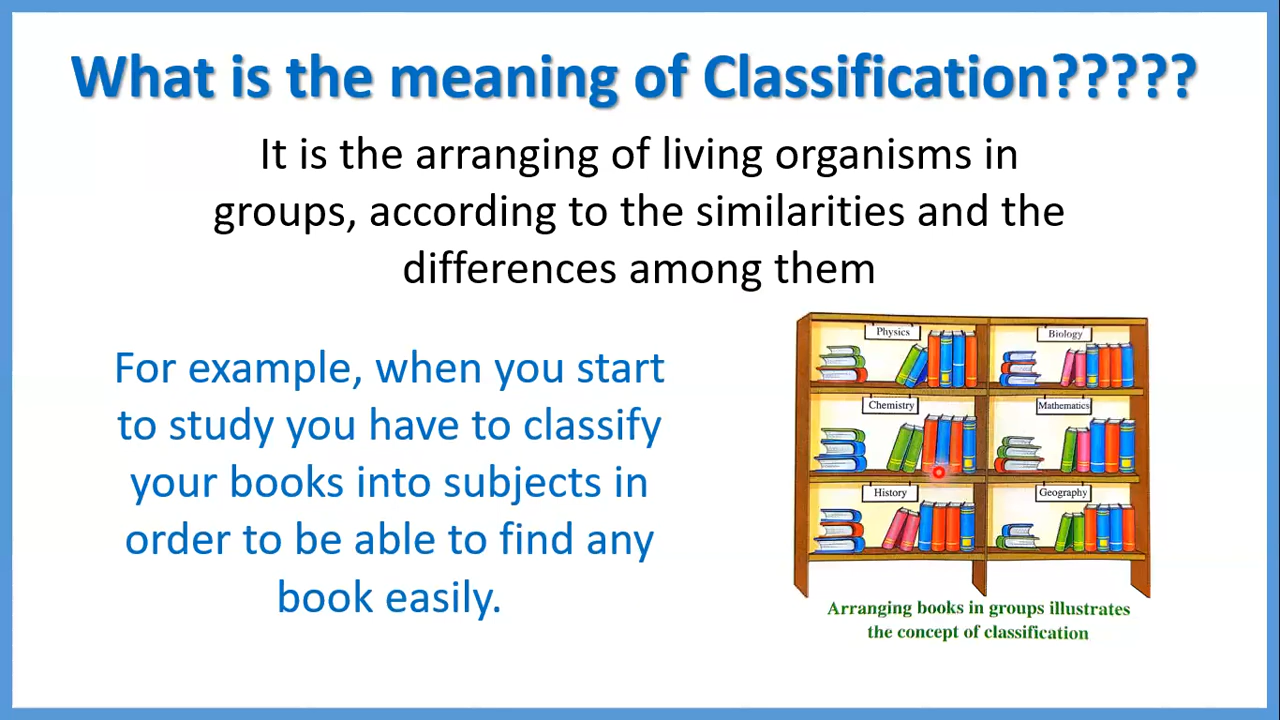 What is the meaning of Classification?????
It is the arranging of living organisms in
groups, according to the similarities and the
differences among them
For example, when you start
to study you have to classify
your books into subjects in
order to be able to find any
book easily.
Physics
Biology
Chemistry
Mathematics
History
Geography
Arranging books in groups illustrates
the concept of classification